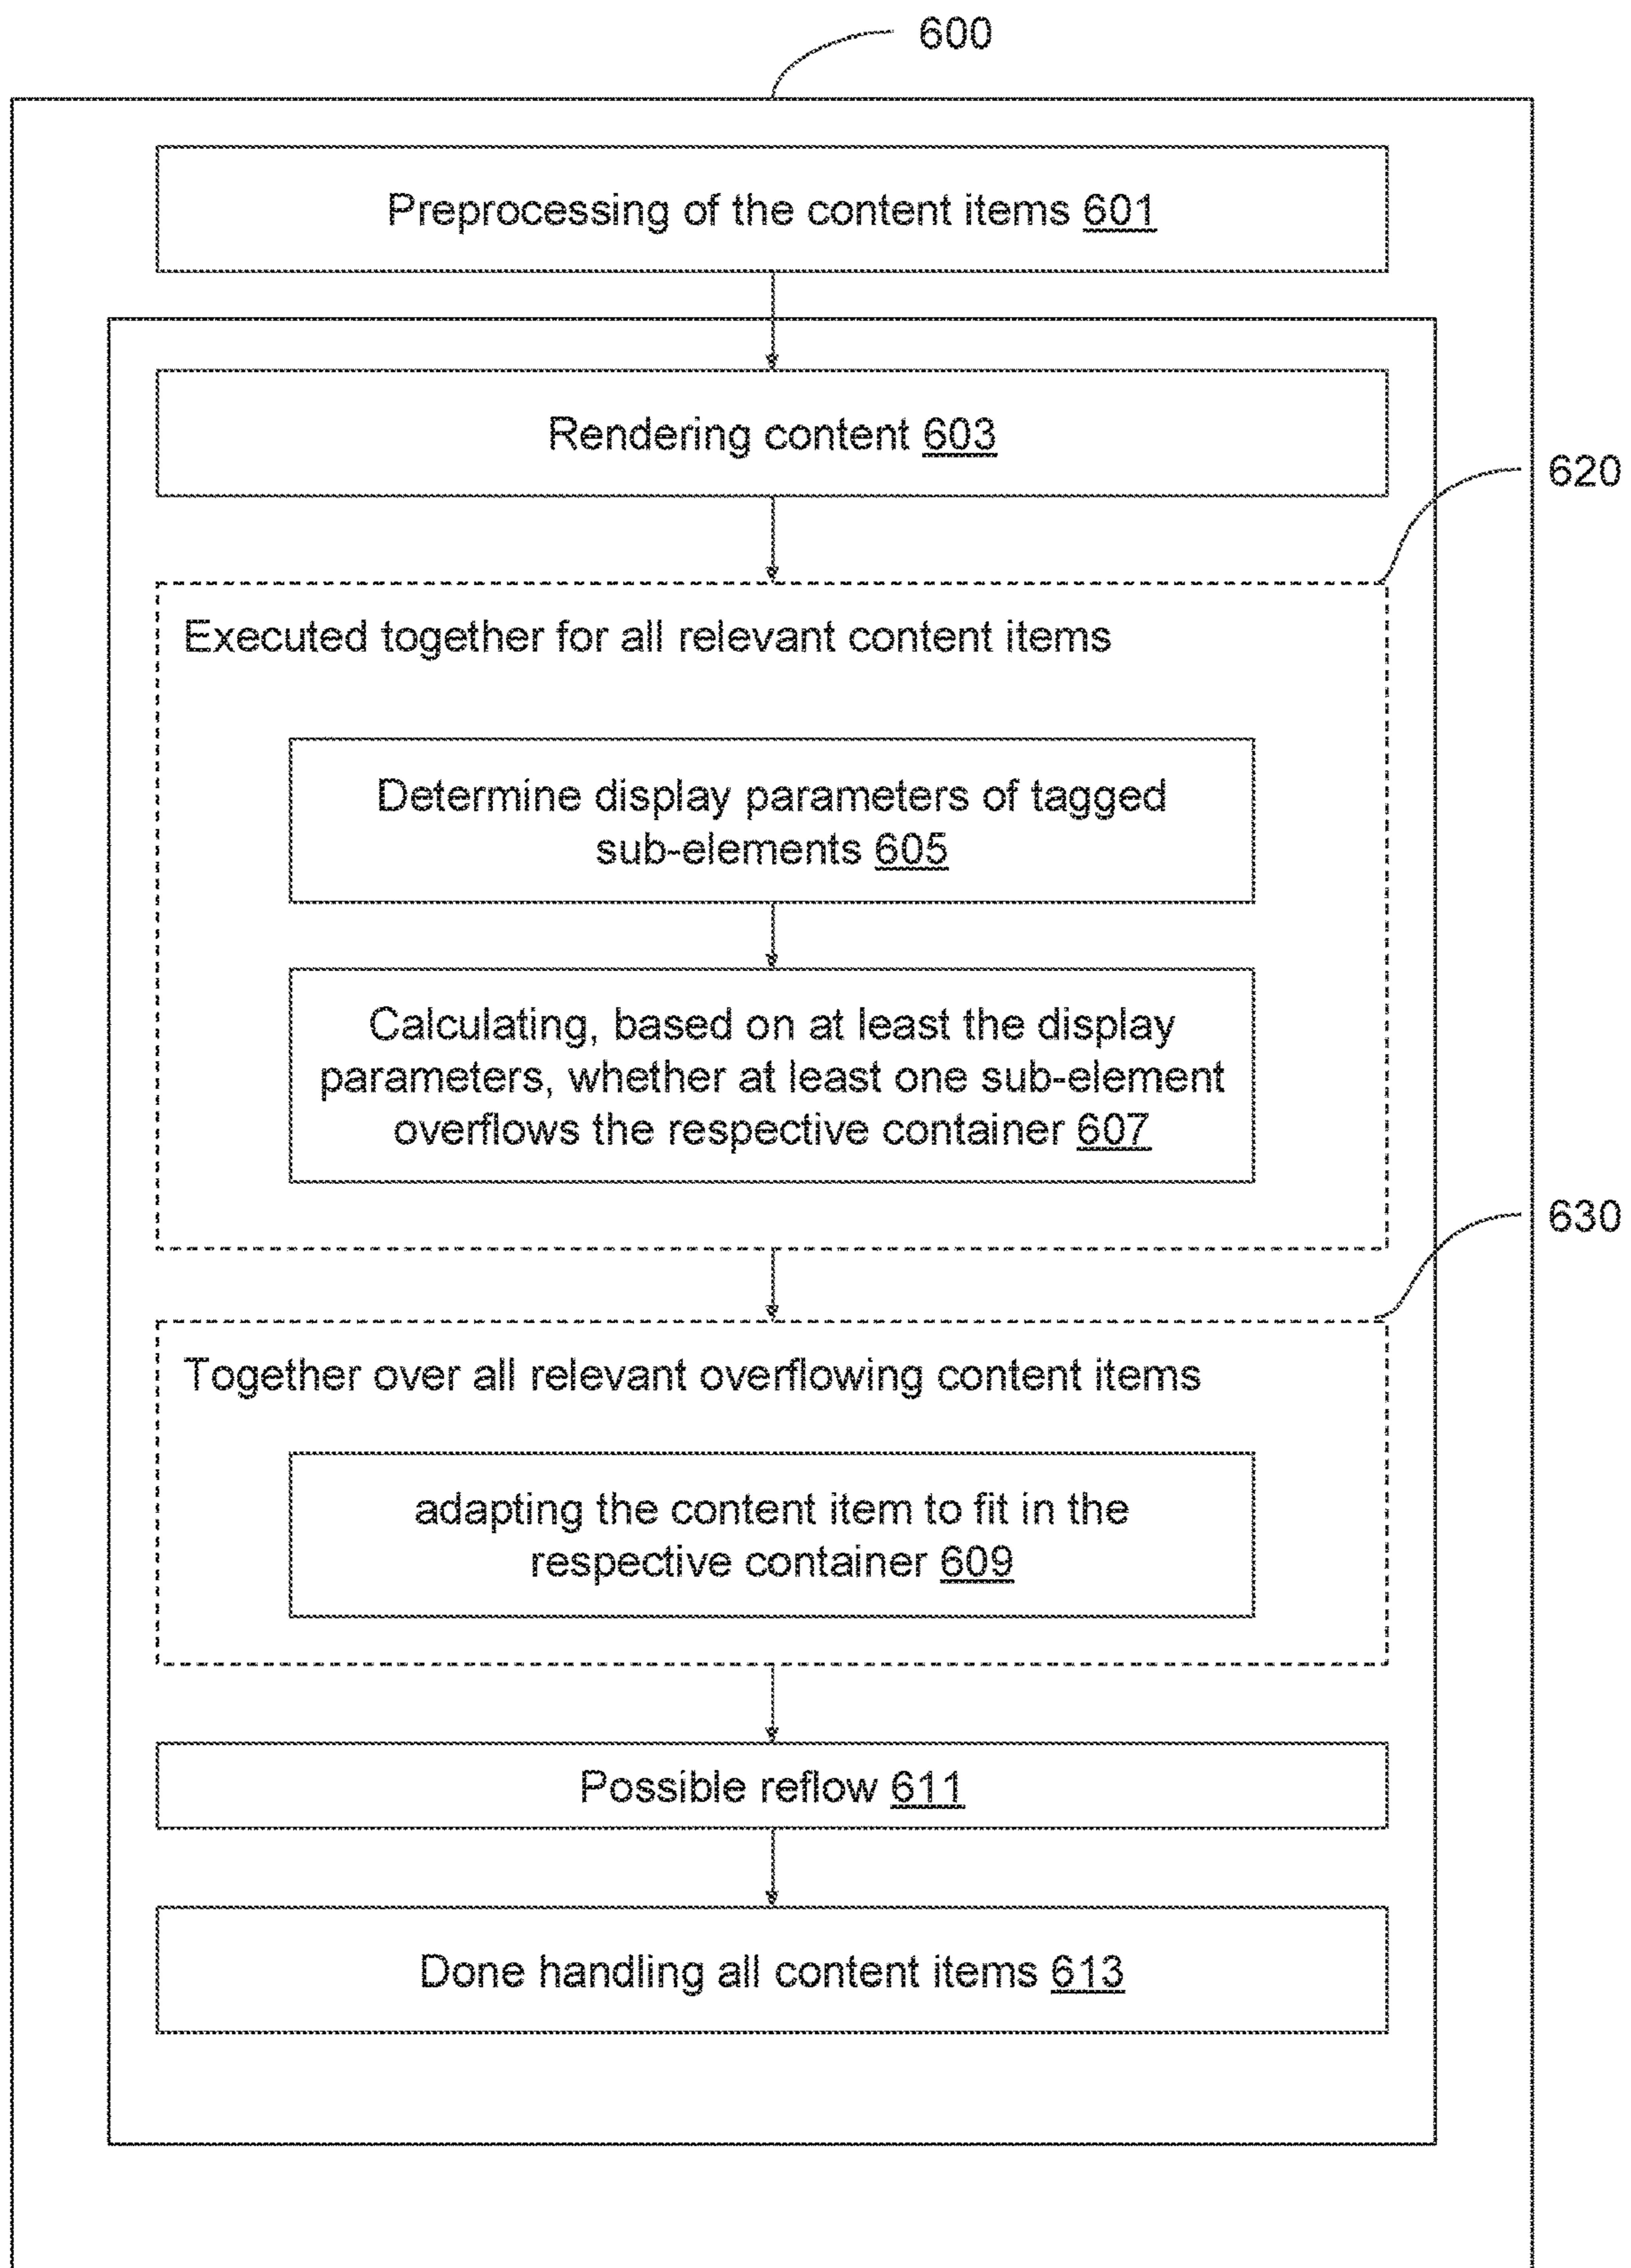 600
Preprocessing of the content items 601
Rendering content 603
620
Executed together for all relevant content items
Determine display parameters of tagged
sub-elements 605
Calculating, based on at least the display
parameters, whether at least one sub-element
overflows the respective container 607
630
Together over all relevant overflowing content items
adapting the content item to fit in the
respective container 609
Possible reflow 611
Done handling all content items 613